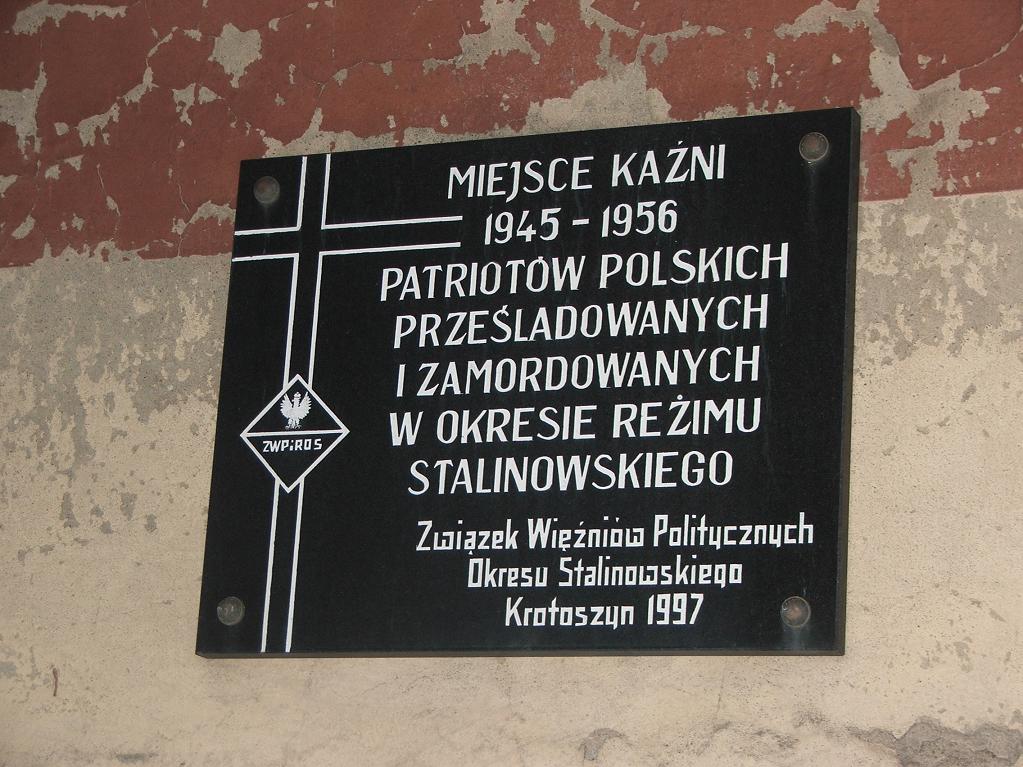 MIEJSCE KAŹNI
1945 - 1956
PATRIOTÓW POLSKICH
PRZEŚLADOWANYCH
I ZAMORDOWANYCH
W OKRESIE REŻIMU
STALINOWSKIEGO
ZWPiROS
Związek Więźniów Politycznych
Okresu Stalinowskiego
Krotoszyn 1997